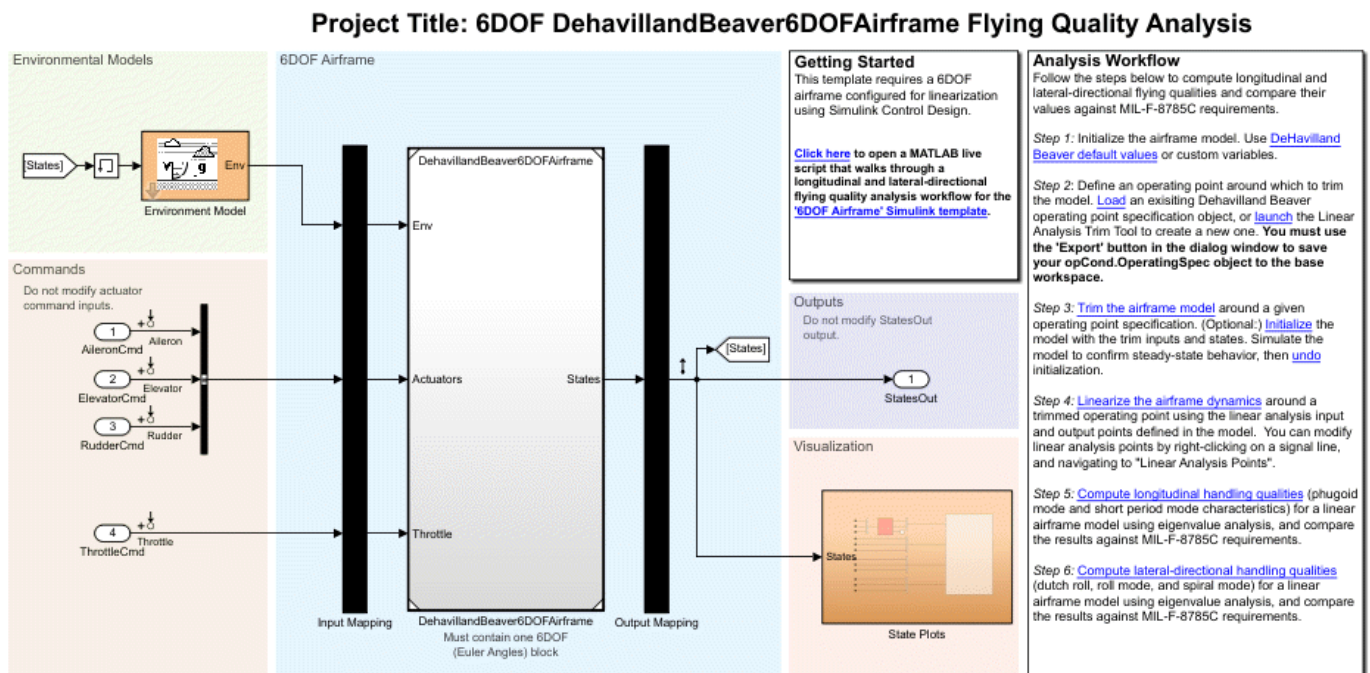 Project Title: 6DOF DehavillandBeaver6DOFAirframe Flying Quality Analysis
Environmental Models
[States]
Env
Environment Model
Commands
Do not modify actuator
command inputs.
1
AileronCmd
Aileron
2
ElevatorCmd
Elevator
3
RudderCmd
Rudder
4
ThrottleCmd
Throttle
6DOF Airframe
Input Mapping
DehavillandBeaver6DOFAirframe
Env
Actuators
Throttle
States
DehavillandBeaver6DOFAirframe
Must contain one 6DOF
(Euler Angles) block
Output Mapping
[States]
Getting Started
This template requires a 6DOF
airframe configured for linearization
using Simulink Control Design.
Click here to open a MATLAB live
script that walks through a
longitudinal and lateral-directional
flying quality analysis workflow for the
'6DOF Airframe' Simulink template.
Outputs
Do not modify StatesOut
output.
1
StatesOut
Visualization
States
State Plots
Analysis Workflow
Follow the steps below to compute longitudinal and
lateral-directional flying qualities and compare their
values against MIL-F-8785C requirements.
Step 1: Initialize the airframe model. Use DeHavilland
Beaver default values or custom variables.
Step 2: Define an operating point around which to trim
the model. Load an exisiting Dehavilland Beaver
operating point specification object, or launch the Linear
Analysis Trim Tool to create a new one. You must use
the 'Export' button in the dialog window to save
your opCond.OperatingSpec object to the base
workspace.
Step 3: Trim the airframe model around a given
operating point specification. (Optional:) Initialize the
model with the trim inputs and states. Simulate the
model to confirm steady-state behavior, then undo
initialization.
Step 4: Linearize the airframe dynamics around a
trimmed operating point using the linear analysis input
and output points defined in the model. You can modify
linear analysis points by right-clicking on a signal line,
and navigating to "Linear Analysis Points".
Step 5: Compute longitudinal handling qualities (phugoid
mode and short period mode characteristics) for a linear
airframe model using eigenvalue analysis, and compare
the results against MIL-F-8785C requirements.
Step 6: Compute lateral-directional handling qualities
(dutch roll, roll mode, and spiral mode) for a linear
airframe model using eigenvalue analysis, and compare
the results against MIL-F-8785C requirements.